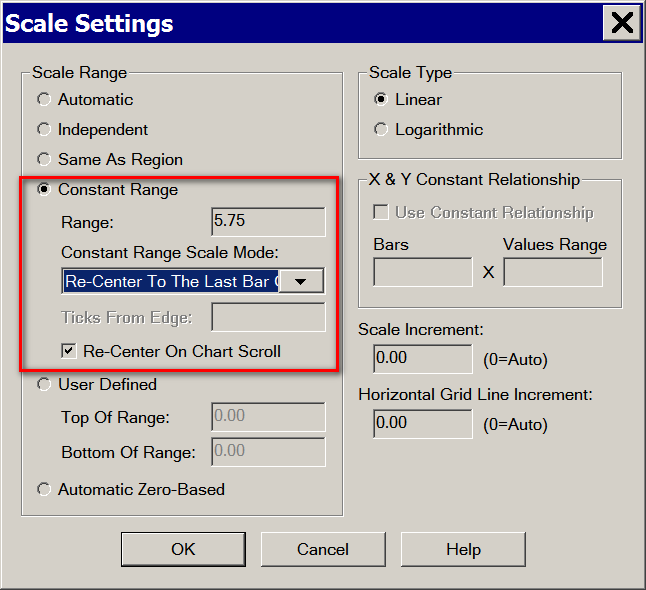 Scale Settings
Scale Range
Automatic
Independent
Same As Region
Constant Range
Range: 5.75
Constant Range Scale Mode:
Re-Center To The Last Bar
Ticks From Edge:
Re-Center On Chart Scroll
User Defined
Top Of Range: 0.00
Bottom Of Range: 0.00
Automatic Zero-Based
Scale Type
Linear
Logarithmic
X & Y Constant Relationship
Use Constant Relationship
Bars Values Range
X
Scale Increment:
0.00 (0=Auto)
Horizontal Grid Line Increment:
0.00 (0=Auto)
OK Cancel Help